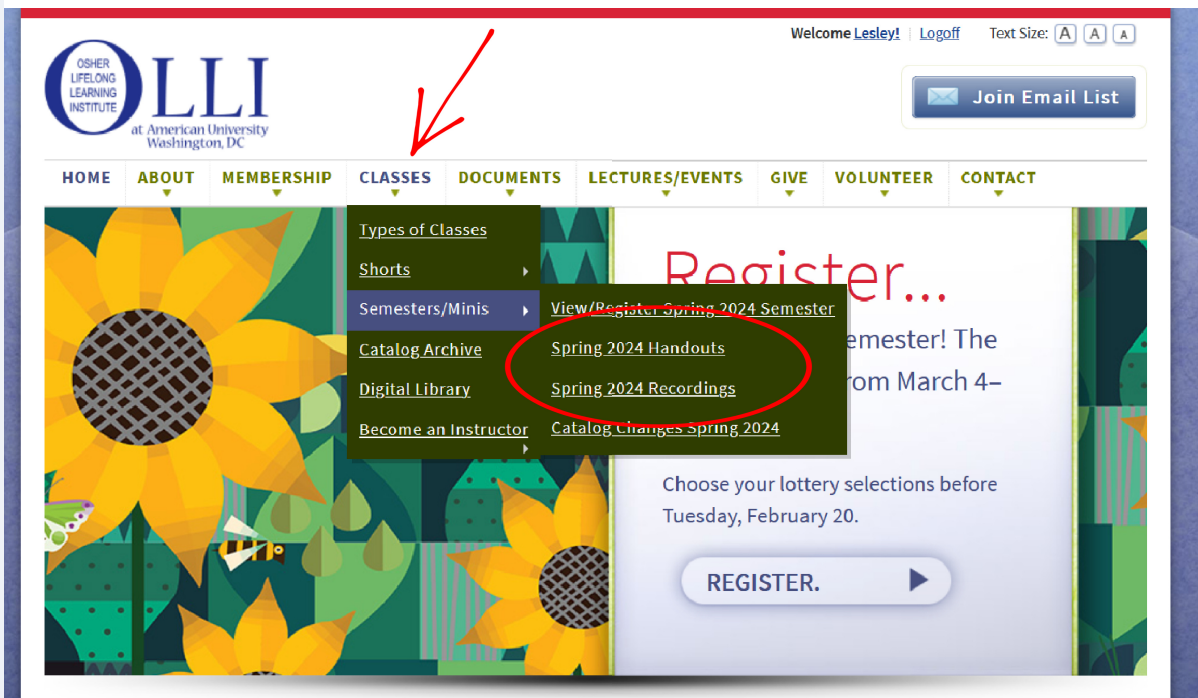 Welcome Lesley! | Logoff Text Size: A A A
OSHER
LIFELONG
LEARNING
INSTITUTE
OLLI
at American University
Washington, DC
Join Email List
HOME ABOUT MEMBERSHIP CLASSES DOCUMENTS LECTURES/EVENTS GIVE VOLUNTEER CONTACT
Types of Classes
Shorts
Semesters/Minis
Catalog Archive
Digital Library
Become an Instructor
View/Register Spring 2024 Semester
Spring 2024 Handouts
Spring 2024 Recordings
Catalog Changes Spring 2024
Register...
emester! The
rom March 4–
Choose your lottery selections before
Tuesday, February 20.
REGISTER.